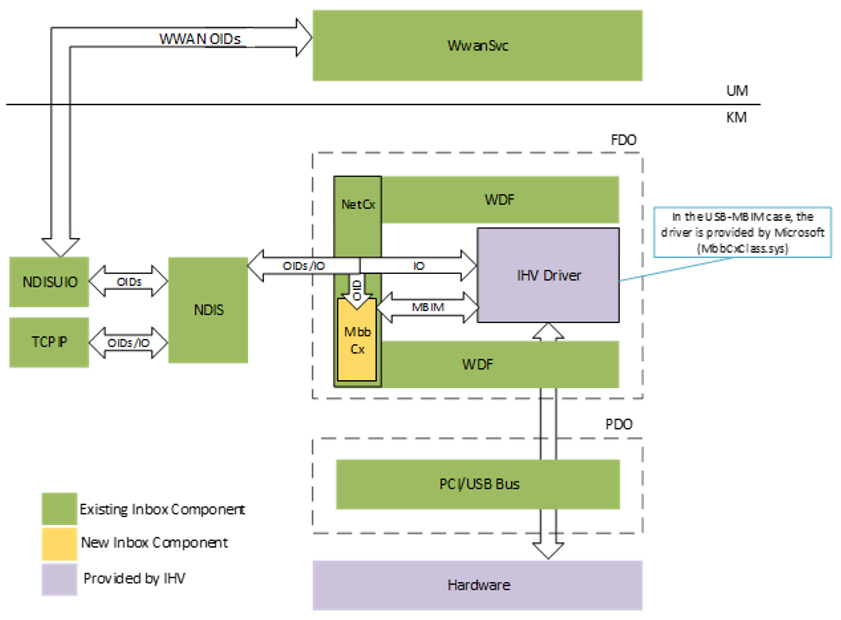 WWAN OIDs
WwanSvc
UM
KM
FDO
NetCx
WDF
In the USB-MBIM case, the
driver is provided by Microsoft
(MbbCxClass.sys)
OIDs/IO
IO
IHV Driver
NDISUIO
OIDs
NDIS
OID
MBIM
TCPIP
OIDs/IO
Mbb
Cx
WDF
PDO
PCI/USB Bus
Existing Inbox Component
New Inbox Component
Provided by IHV
Hardware